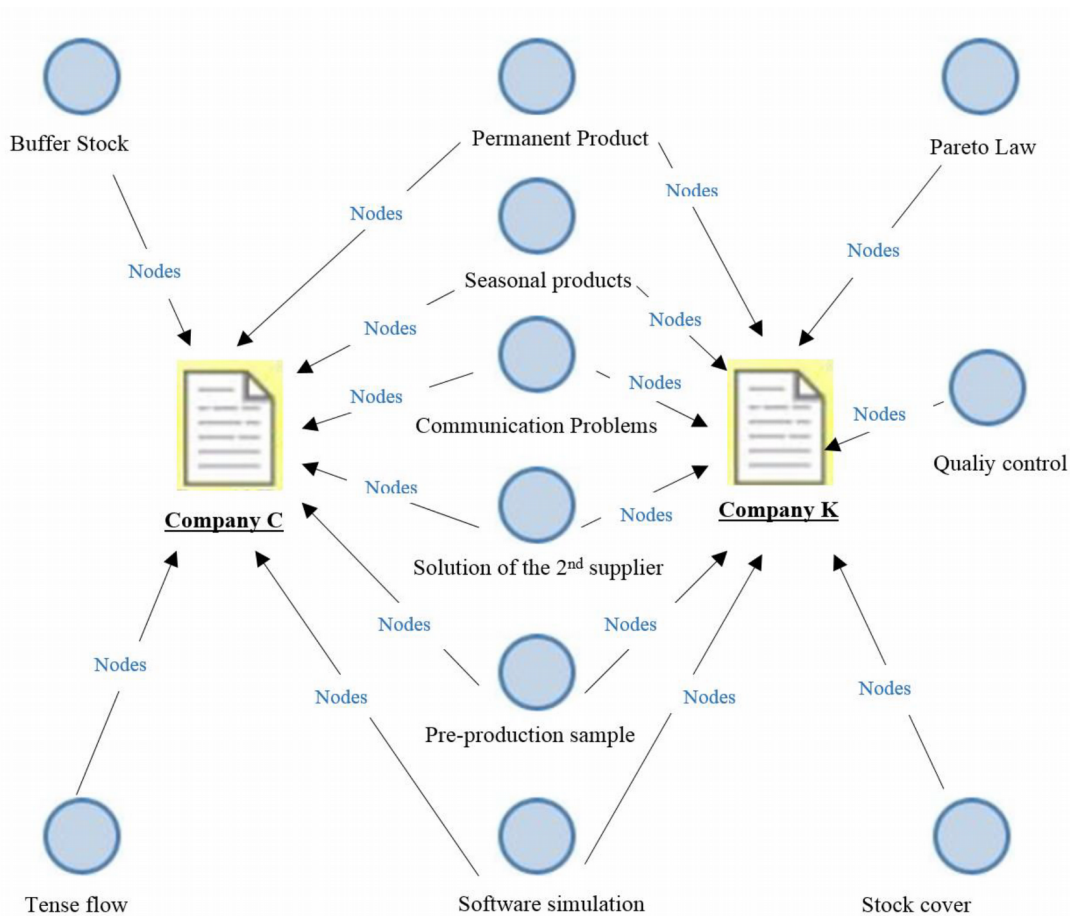 Buffer Stock
Permanent Product
Pareto Law
Nodes
Nodes
Nodes
Nodes
Seasonal products
Nodes
Nodes
Nodes
Nodes
Nodes
Communication Problems
Nodes
Qualiy control
Nodes
Nodes
Company C
Company K
Solution of the 2nd supplier
Nodes
Nodes
Nodes
Nodes
Nodes
Nodes
Pre-production sample
Tense flow
Software simulation
Stock cover